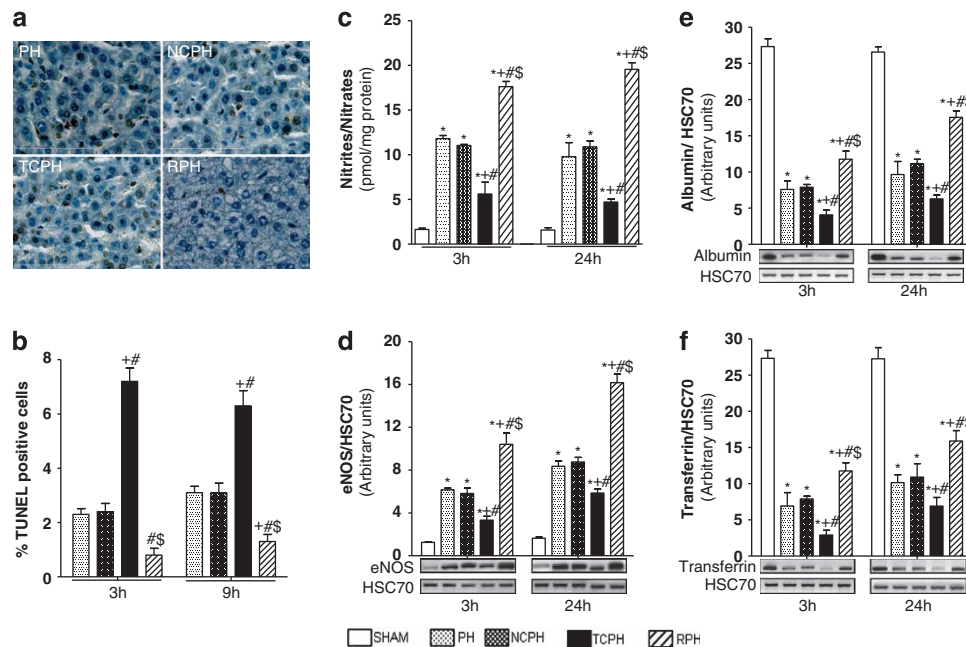 a
PH
NCPH
TCPH
RPH
b
% TUNEL positive cells
8
6
4
2
0
+#
#$
+#
+#$
3h
9h
c
Nitrites/Nitrates
(pmol/mg protein)
25
20
15
10
5
0
*
*
*+#
*+#$
*
*
*+#
*+#$
3h
24h
d
eNOS/HSC70
(Arbitrary units)
20
16
12
8
4
0
*
*
*+#
*+#$
*
*
*+#
*+#$
eNOS
HSC70
3h
24h
e
Albumin/ HSC70
(Arbitrary units)
30
25
20
15
10
5
0
*
*
*+#
*+#$
*
*
*+#
*+#$
Albumin
HSC70
3h
24h
f
Transferrin/HSC70
(Arbitrary units)
30
25
20
15
10
5
0
*
*
*+#
*+#$
*
*
*+#
*+#$
Transferrin
HSC70
3h
24h
SHAM PH NCPH TCPH RPH